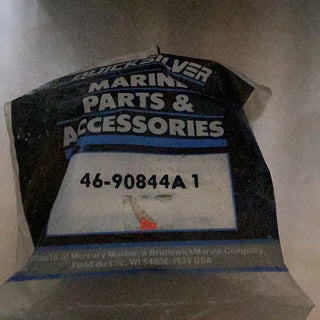 QUICKSILVER
MARINE
PARTS &
ACCESSORIES
46-90844A 1
Products of Mercury Marine, a Brunswick Marine Company,
Fond du Lac, WI 54936-1939 USA